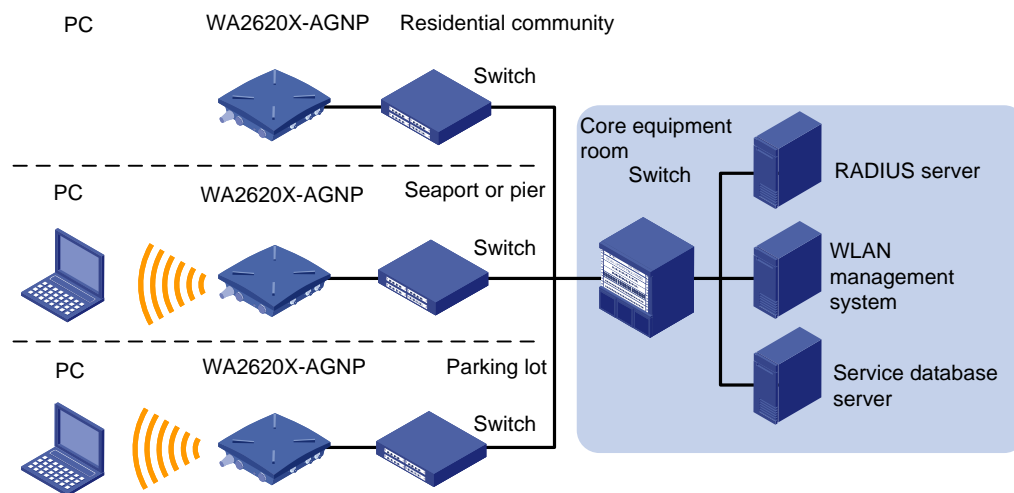 PC
WA2620X-AGNP
Residential community
Switch
Core equipment
room
Switch
RADIUS server
PC
WA2620X-AGNP
Seaport or pier
Switch
WLAN
management
system
PC
WA2620X-AGNP
Parking lot
Switch
Service database
server